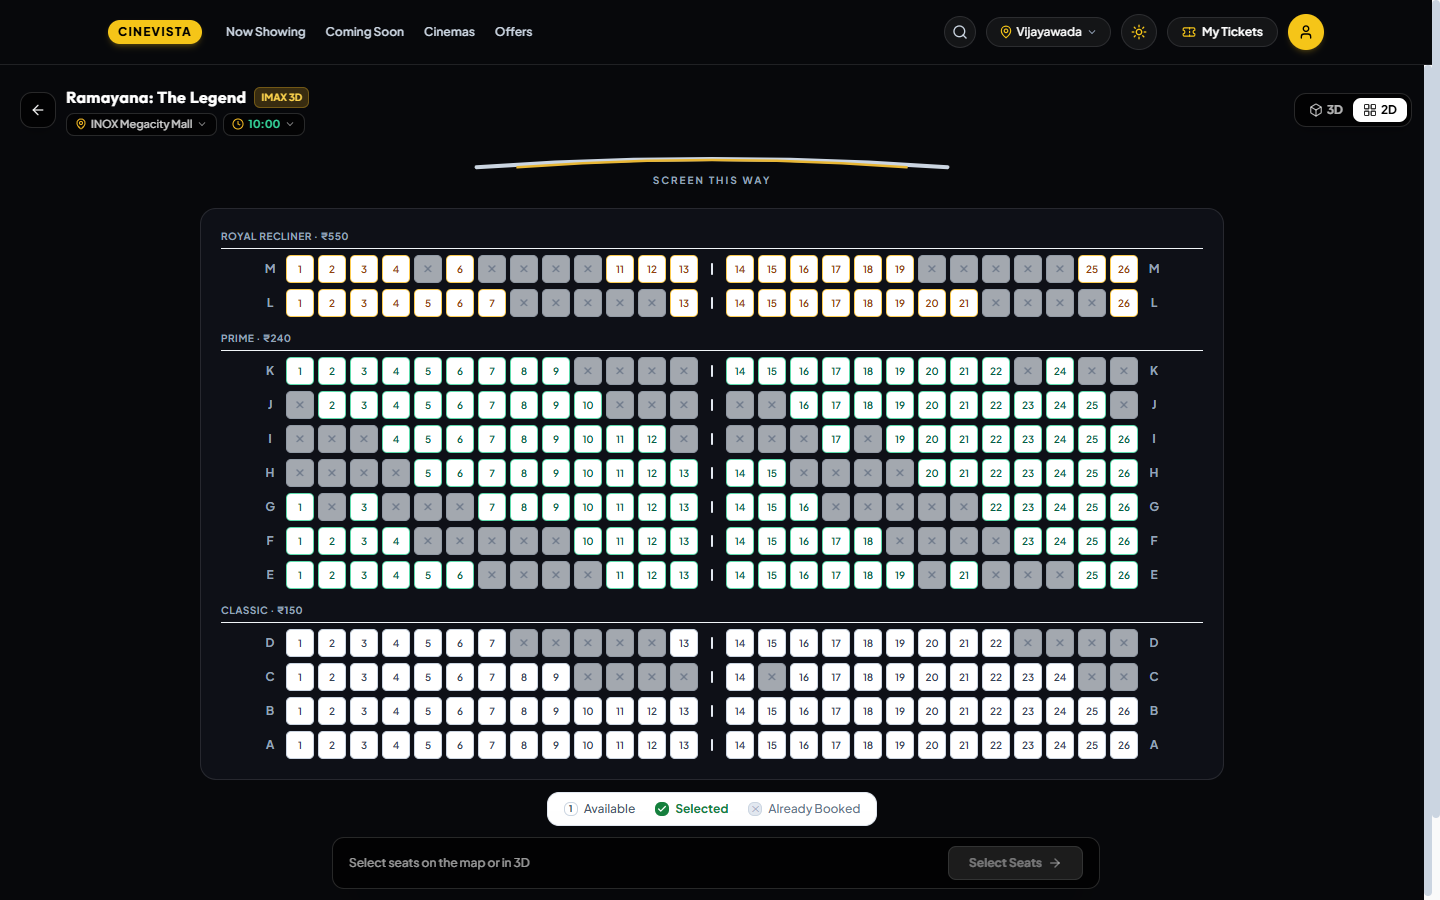 CINEVISTA Now Showing Coming Soon Cinemas Offers Vijayawada My Tickets
Ramayana: The Legend IMAX 3D
INOX Megacity Mall 10:00
3D 2D
SCREEN THIS WAY
ROYAL RECLINER · ₹550
M 1 2 3 4 6 11 12 13 14 15 16 17 18 19 25 26 M
L 1 2 3 4 5 6 7 13 14 15 16 17 18 19 20 21 26 L
PRIME · ₹240
K 1 2 3 4 5 6 7 8 9 14 15 16 17 18 19 20 21 22 24 K
J 2 3 4 5 6 7 8 9 10 16 17 18 19 20 21 22 23 24 25 J
I 4 5 6 7 8 9 10 11 12 17 19 20 21 22 23 24 25 26 I
H 5 6 7 8 9 10 11 12 13 14 15 20 21 22 23 24 25 26 H
G 1 3 7 8 9 10 11 12 13 14 15 16 22 23 24 25 26 G
F 1 2 3 4 10 11 12 13 14 15 16 17 18 23 24 25 26 F
E 1 2 3 4 5 6 11 12 13 14 15 16 17 18 19 21 25 26 E
CLASSIC · ₹150
D 1 2 3 4 5 6 7 13 14 15 16 17 18 19 20 21 22 D
C 1 2 3 4 5 6 7 8 9 14 16 17 18 19 20 21 22 23 24 C
B 1 2 3 4 5 6 7 8 9 10 11 12 13 14 15 16 17 18 19 20 21 22 23 24 25 26 B
A 1 2 3 4 5 6 7 8 9 10 11 12 13 14 15 16 17 18 19 20 21 22 23 24 25 26 A
1 Available Selected Already Booked
Select seats on the map or in 3D Select Seats